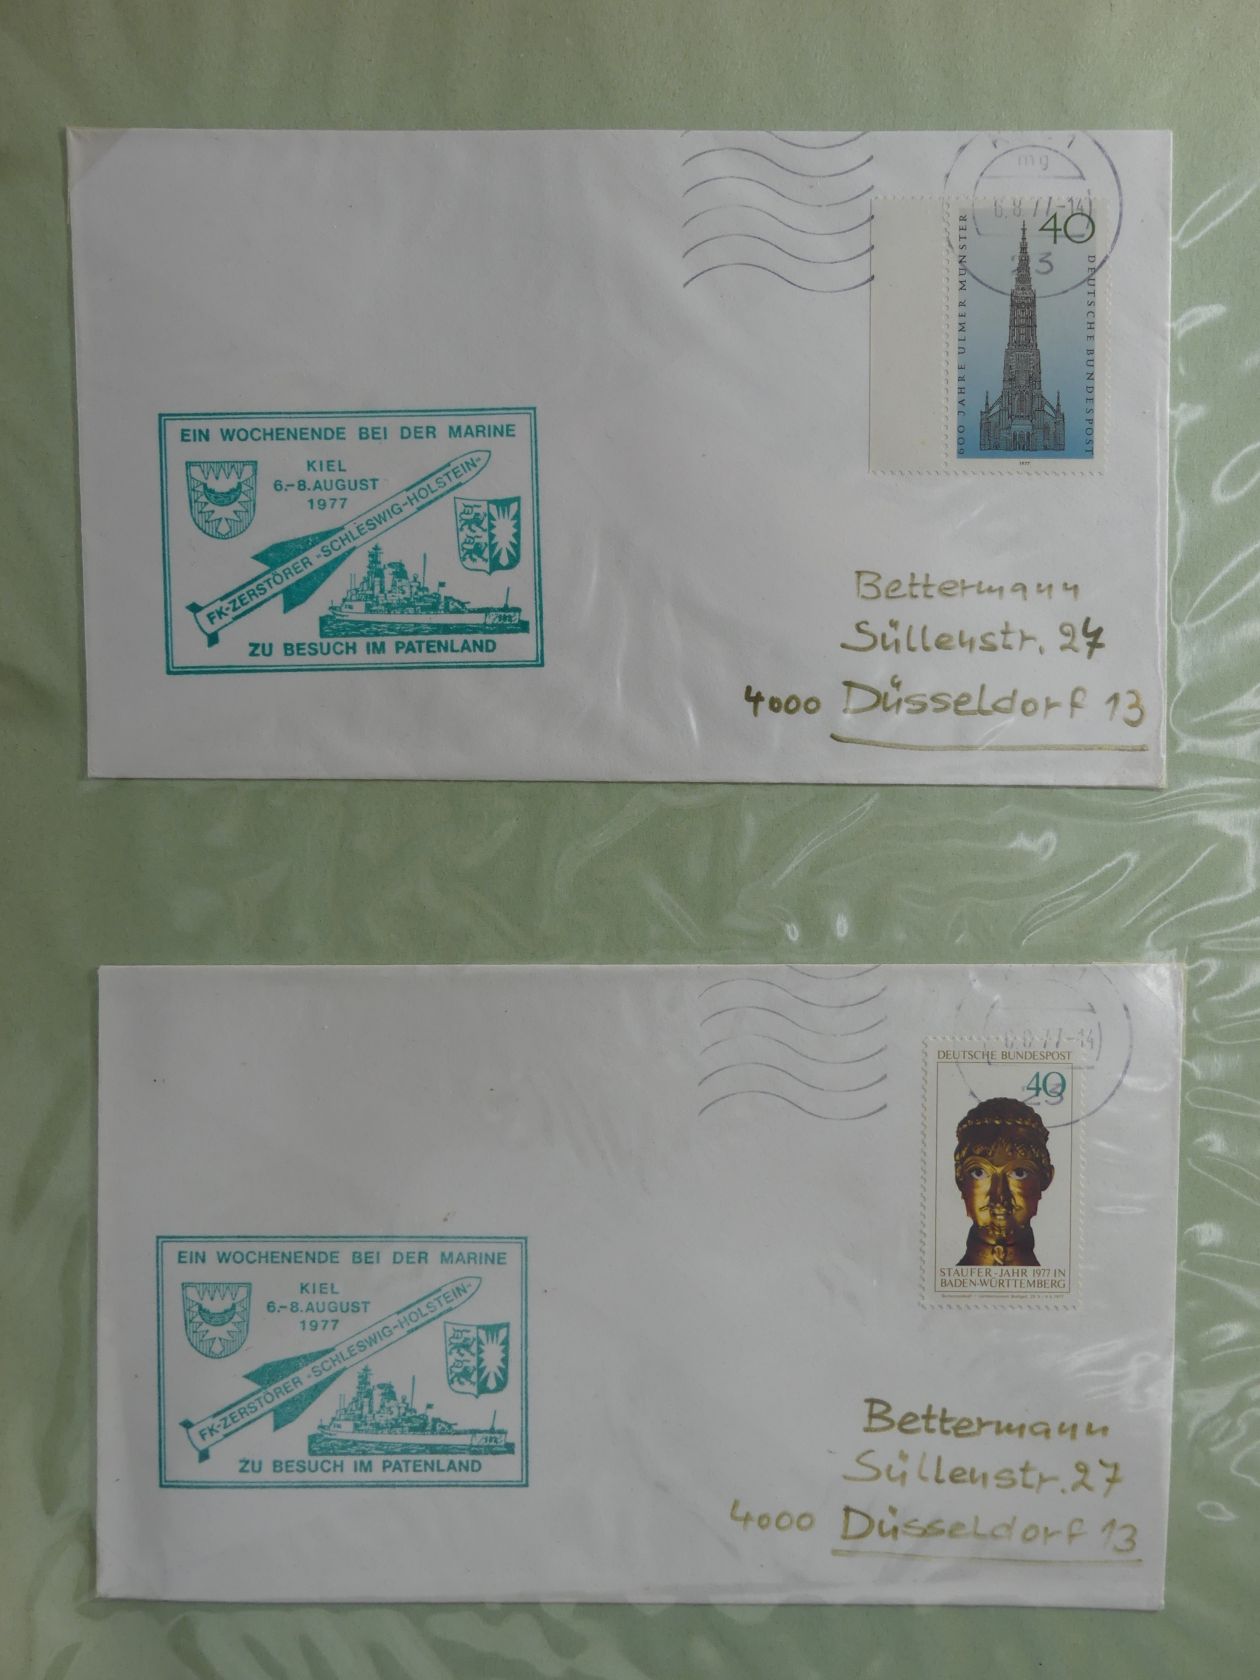 mg
6.8.77-14
23
40
600 JAHRE ULMER MÜNSTER
DEUTSCHE BUNDESPOST
1977
EIN WOCHENENDE BEI DER MARINE
KIEL
6.-8. AUGUST
1977
FK-ZERSTÖRER »SCHLESWIG-HOLSTEIN«
ZU BESUCH IM PATENLAND
Bettermann
Süllenstr. 27
4000 Düsseldorf 13
6.8.77-14
23
DEUTSCHE BUNDESPOST
40
STAUFER-JAHR 1977 IN
BADEN-WÜRTTEMBERG
EIN WOCHENENDE BEI DER MARINE
KIEL
6.-8. AUGUST
1977
FK-ZERSTÖRER »SCHLESWIG-HOLSTEIN«
ZU BESUCH IM PATENLAND
Bettermann
Süllenstr. 27
4000 Düsseldorf 13